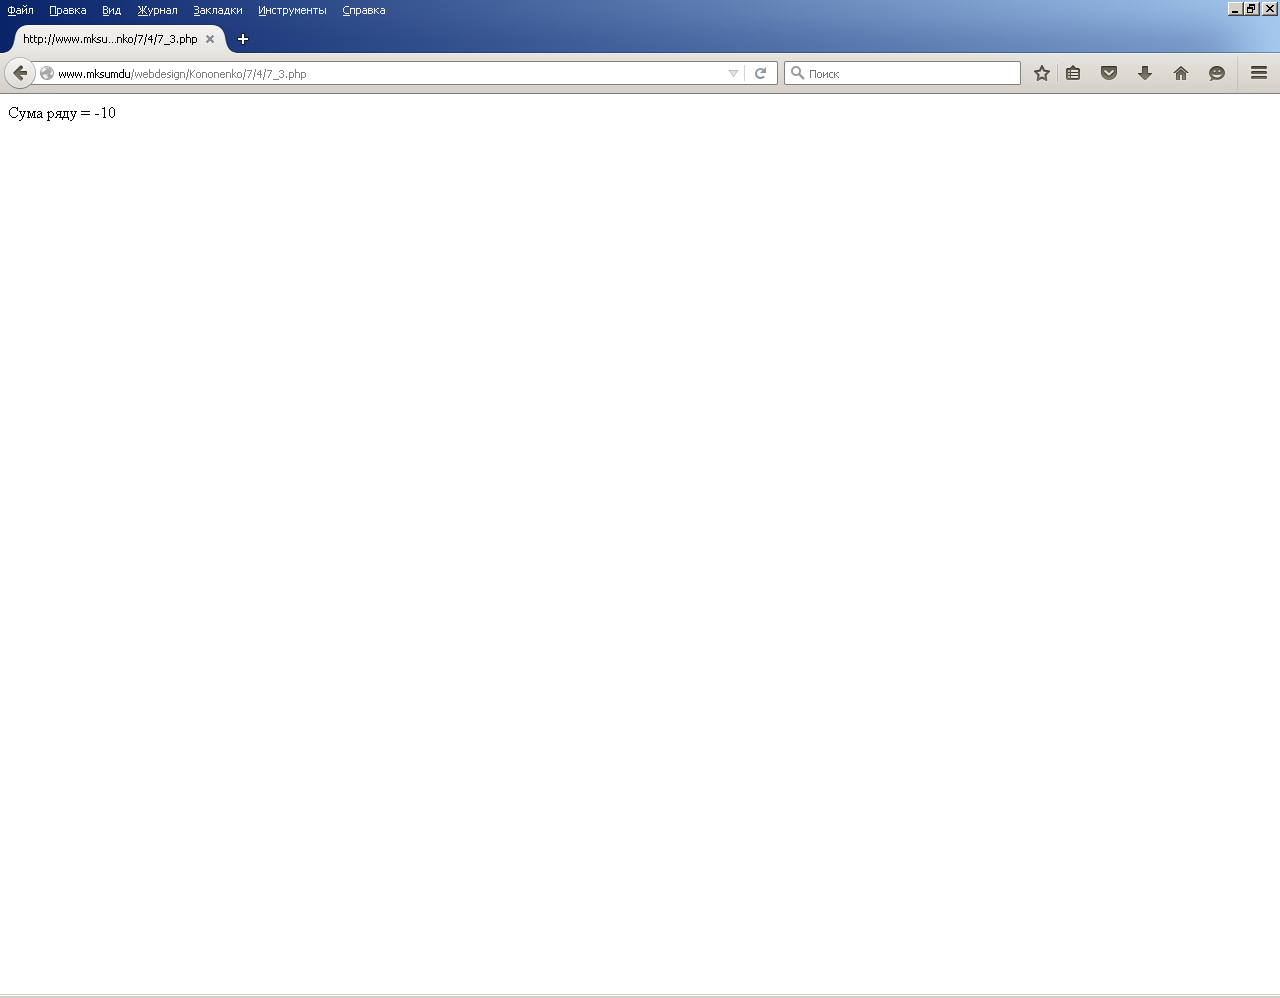 Файл Правка Вид Журнал Закладки Инструменты Справка
http://www.mksu...nko/7/4/7_3.php
www.mksumdu/webdesign/Kononenko/7/4/7_3.php Поиск
Сума ряду = -10